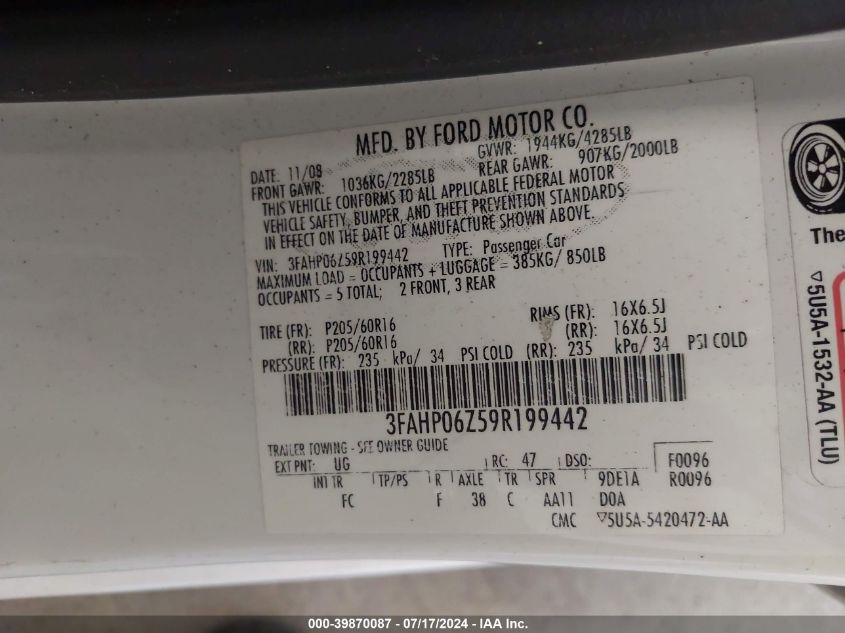 MFD. BY FORD MOTOR CO.
DATE: 11/08 GVWR: 1944KG/4285LB
FRONT GAWR: 1036KG/2285LB REAR GAWR: 907KG/2000LB
THIS VEHICLE CONFORMS TO ALL APPLICABLE FEDERAL MOTOR
VEHICLE SAFETY, BUMPER, AND THEFT PREVENTION STANDARDS
IN EFFECT ON THE DATE OF MANUFACTURE SHOWN ABOVE.
VIN: 3FAHP06Z59R199442 TYPE: Passenger Car
MAXIMUM LOAD = OCCUPANTS + LUGGAGE = 385KG/ 850LB
OCCUPANTS = 5 TOTAL; 2 FRONT, 3 REAR
TIRE (FR): P205/60R16 RIMS (FR): 16X6.5J
(RR): P205/60R16 (RR): 16X6.5J
PRESSURE (FR): 235 kPa/ 34 PSI COLD (RR): 235 kPa/ 34 PSI COLD
3FAHP06Z59R199442
TRAILER TOWING - SEE OWNER GUIDE
EXT PNT: UG RC: 47 DSO: F0096
INT TR TP/PS R AXLE TR SPR 9DE1A R0096
FC F 38 C AA11 D0A
CMC ▽5U5A-5420472-AA
The
▽5U5A-1532-AA (TLU)
000-39870087 - 07/17/2024 - IAA Inc.